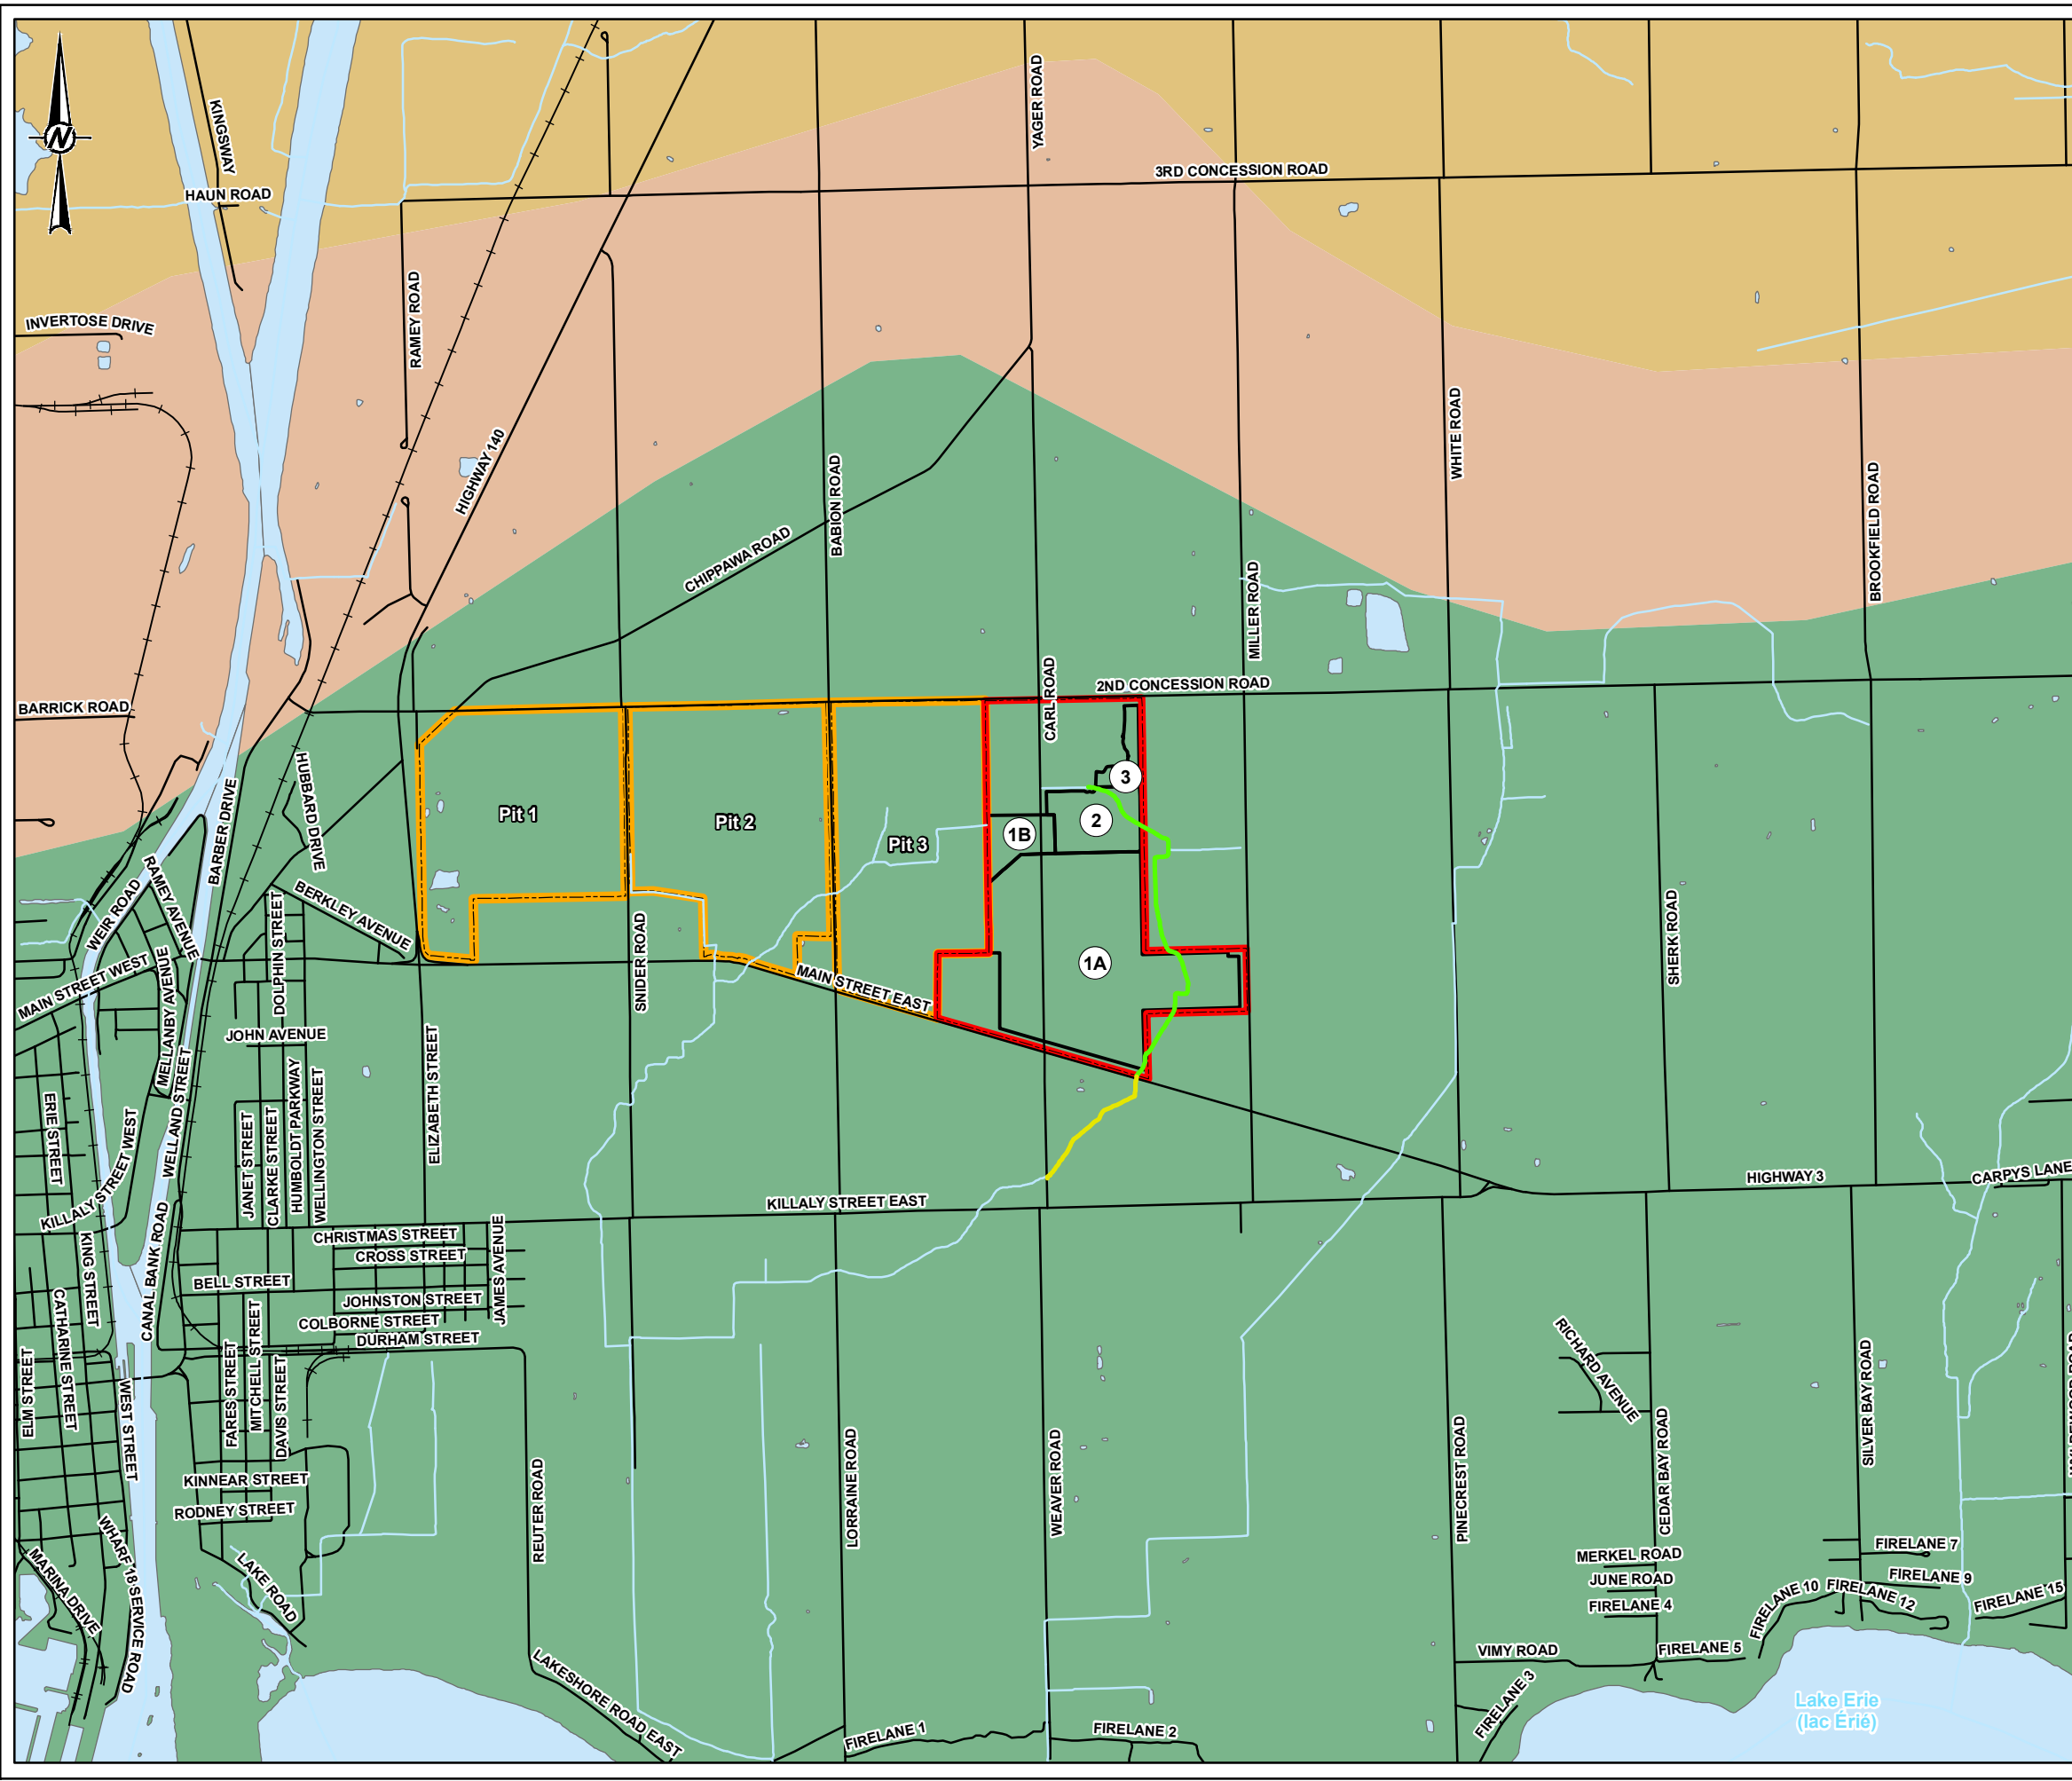 N
KINGSWAY
HAUN ROAD
YAGER ROAD
3RD CONCESSION ROAD
INVERTOSE DRIVE
RAMEY ROAD
HIGHWAY 140
BABION ROAD
CHIPPAWA ROAD
WHITE ROAD
BROOKFIELD ROAD
MILLER ROAD
BARRICK ROAD
CARL ROAD
2ND CONCESSION ROAD
HUBBARD DRIVE
BARBER DRIVE
Pit 1
Pit 2
Pit 3
3
2
1B
1A
RAMEY AVENUE
WEIR ROAD
BERKLEY AVENUE
DOLPHIN STREET
SNIDER ROAD
SHERK ROAD
MAIN STREET WEST
MELLANBY AVENUE
MAIN STREET EAST
JOHN AVENUE
ELIZABETH STREET
ERIE STREET
WELLAND STREET
JANET STREET
CLARKE STREET
HUMBOLDT PARKWAY
WELLINGTON STREET
KILLALY STREET WEST
KILLALY STREET EAST
HIGHWAY 3
CARPYS LANE
KING STREET
CANAL BANK ROAD
CHRISTMAS STREET
CROSS STREET
JAMES AVENUE
BELL STREET
JOHNSTON STREET
COLBORNE STREET
DURHAM STREET
CATHARINE STREET
ELM STREET
WEST STREET
FARES STREET
MITCHELL STREET
DAVIS STREET
RICHARD AVENUE
SILVER BAY ROAD
CEDAR BAY ROAD
PINECREST ROAD
WEAVER ROAD
LORRAINE ROAD
REUTER ROAD
KINNEAR STREET
RODNEY STREET
WHARF 18 SERVICE ROAD
MARINA DRIVE
LAKE ROAD
MERKEL ROAD
JUNE ROAD
FIRELANE 4
FIRELANE 7
FIRELANE 9
FIRELANE 10
FIRELANE 12
FIRELANE 15
VIMY ROAD
FIRELANE 5
FIRELANE 3
LAKESHORE ROAD EAST
FIRELANE 1
FIRELANE 2
Lake Erie
(lac Érié)